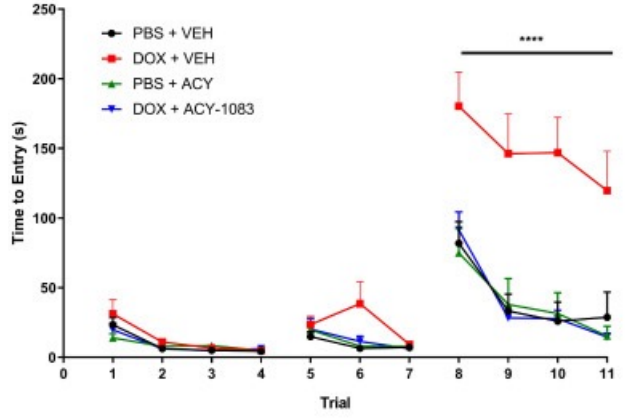 250
200
150
100
50
0
Time to Entry (s)
PBS + VEH
DOX + VEH
PBS + ACY
DOX + ACY-1083
****
0 1 2 3 4 5 6 7 8 9 10 11
Trial